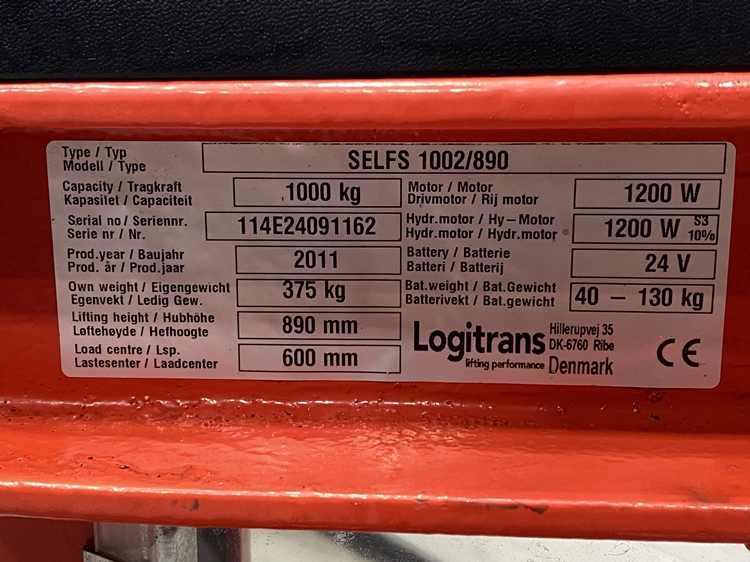 Type / Typ
Modell / Type
SELFS 1002/890
Capacity / Tragkraft
Kapasitet / Capaciteit
1000 kg
Motor / Motor
Drivmotor / Rij motor
1200 W
Serial no / Seriennr.
Serie nr / Nr.
114E24091162
Hydr.motor / Hy-Motor
Hydr.motor / Hydr.motor
1200 W S3 10%
Prod.year / Baujahr
Prod. år / Prod.jaar
2011
Battery / Batterie
Batteri / Batterij
24 V
Own weight / Eigengewicht
Egenvekt / Ledig Gew.
375 kg
Bat.weight / Bat.Gewicht
Batterivekt / Bat.gewicht
40 – 130 kg
Lifting height / Hubhöhe
Løftehøyde / Hefhoogte
890 mm
Load centre / Lsp.
Lastesenter / Laadcenter
600 mm
Logitrans
lifting performance
Hillerupvej 35
DK-6760 Ribe
Denmark
CE